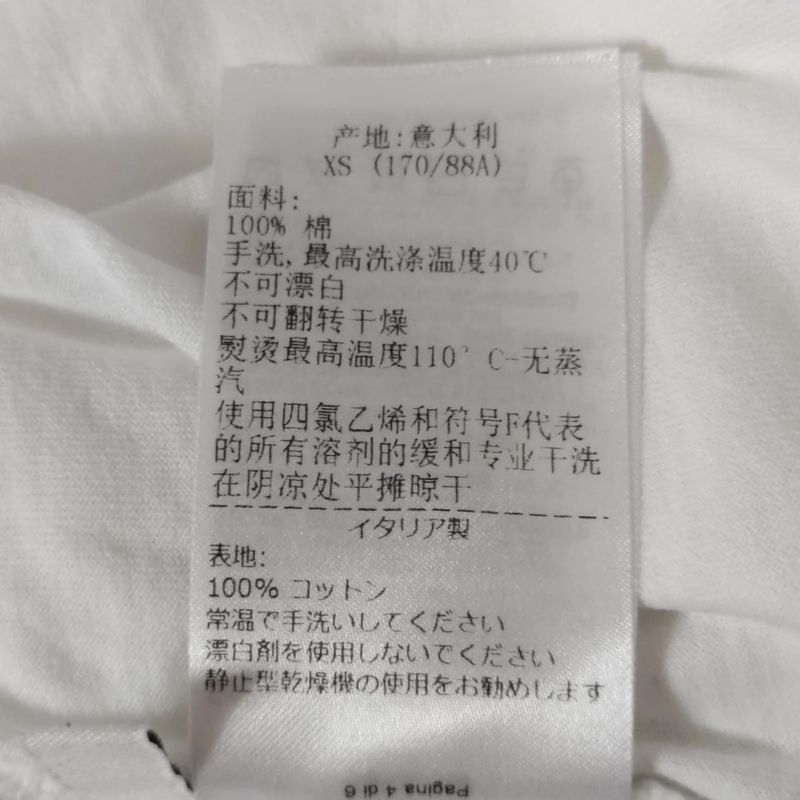 产地:意大利
XS (170/88A)
面料:
100% 棉
手洗,最高洗涤温度40℃
不可漂白
不可翻转干燥
熨烫最高温度110° C-无蒸
汽
使用四氯乙烯和符号F代表
的所有溶剂的缓和专业干洗
在阴凉处平摊晾干
イタリア製
表地:
100% コットン
常温で手洗いしてください
漂白剤を使用しないでください
静止型乾燥機の使用をお勧めします
Pagina 4 di 6